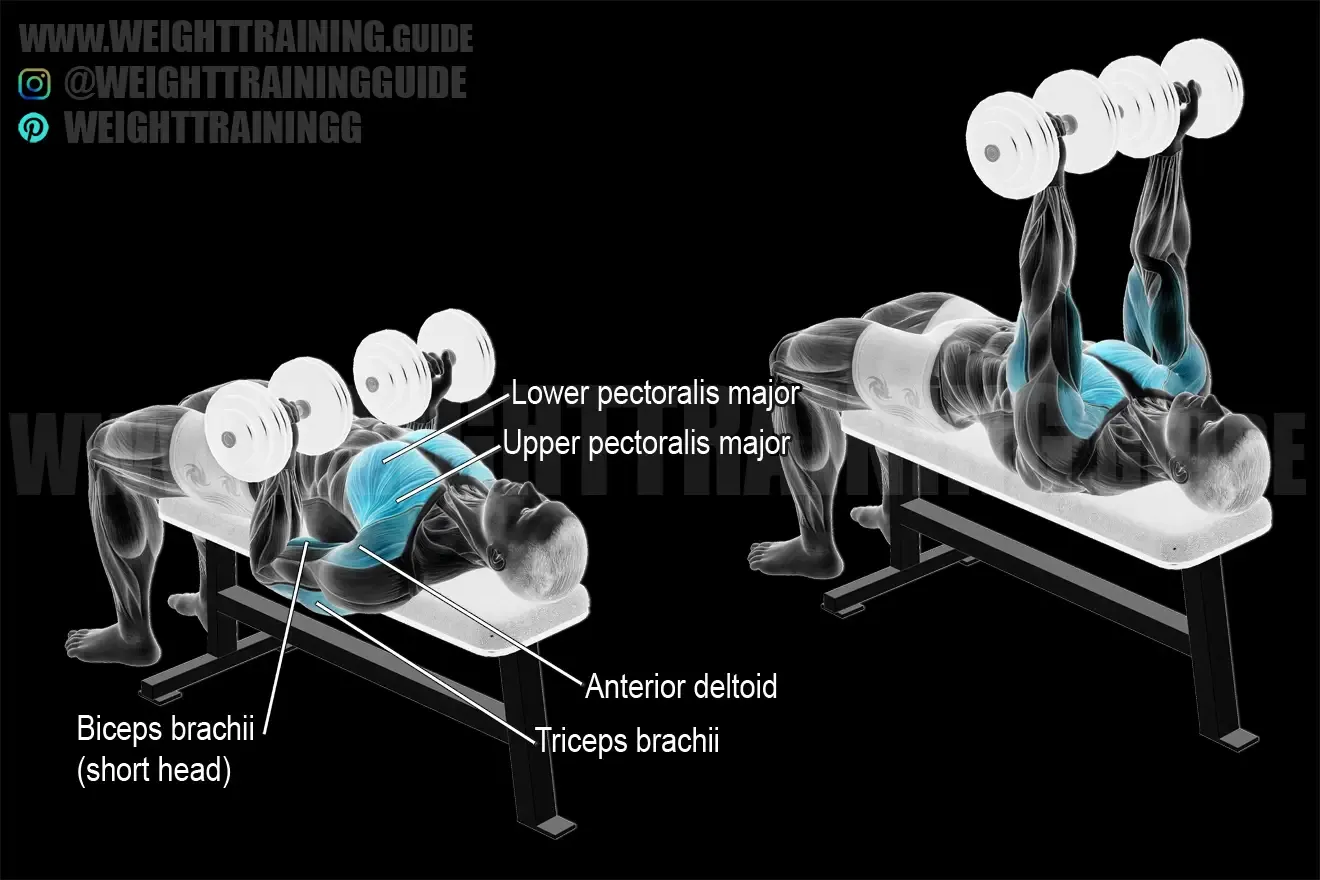 WWW.WEIGHTTRAINING.GUIDE
@WEIGHTTRAININGGUIDE
WEIGHTTRAININGG
Lower pectoralis major
Upper pectoralis major
WWW.WEIGHTTRAINING.GUIDE
Anterior deltoid
Biceps brachii
(short head)
Triceps brachii